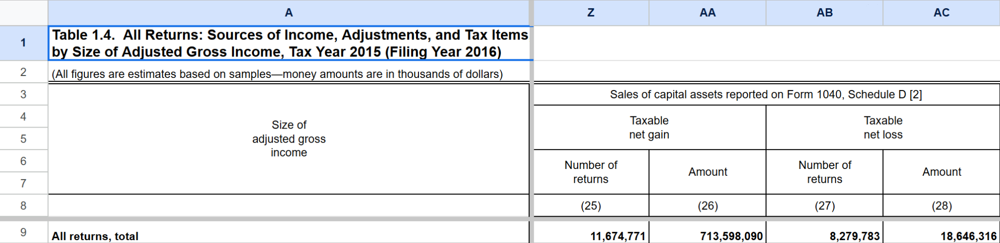 A Z AA AB AC
1 Table 1.4.  All Returns: Sources of Income, Adjustments, and Tax Items
by Size of Adjusted Gross Income, Tax Year 2015 (Filing Year 2016)
2 (All figures are estimates based on samples—money amounts are in thousands of dollars)
3 Sales of capital assets reported on Form 1040, Schedule D [2]
4
5
6
7
Size of
adjusted gross
income
Taxable
net gain
Taxable
net loss
Number of
returns
Amount
Number of
returns
Amount
8 (25) (26) (27) (28)
9 All returns, total 11,674,771 713,598,090 8,279,783 18,646,316